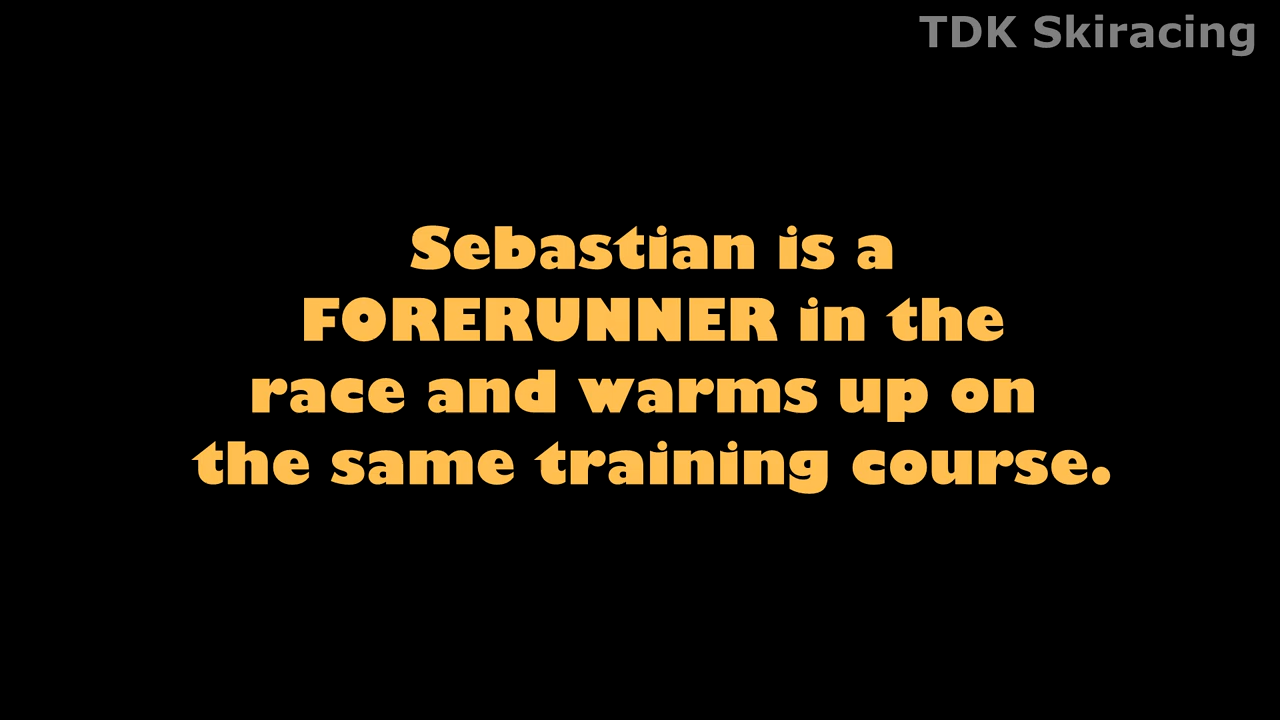 TDK Skiracing
Sebastian is a
FORERUNNER in the
race and warms up on
the same training course.